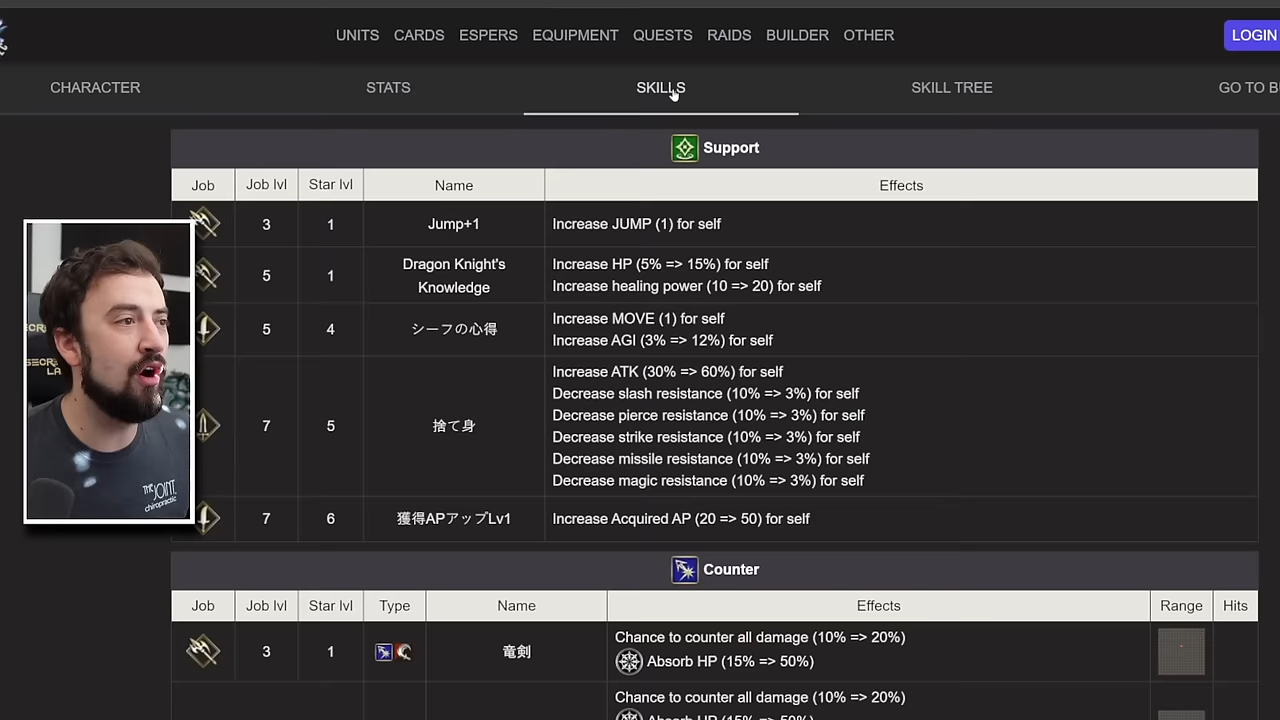 UNITS CARDS ESPERS EQUIPMENT QUESTS RAIDS BUILDER OTHER
LOGIN
CHARACTER STATS SKILLS SKILL TREE GO TO B
Support
Job Job lvl Star lvl Name Effects
3 1 Jump+1 Increase JUMP (1) for self
5 1 Dragon Knight's Knowledge Increase HP (5% => 15%) for self
Increase healing power (10 => 20) for self
5 4 シーフの心得 Increase MOVE (1) for self
Increase AGI (3% => 12%) for self
7 5 捨て身 Increase ATK (30% => 60%) for self
Decrease slash resistance (10% => 3%) for self
Decrease pierce resistance (10% => 3%) for self
Decrease strike resistance (10% => 3%) for self
Decrease missile resistance (10% => 3%) for self
Decrease magic resistance (10% => 3%) for self
7 6 獲得APアップLv1 Increase Acquired AP (20 => 50) for self
Counter
Job Job lvl Star lvl Type Name Effects Range Hits
3 1 竜剣 Chance to counter all damage (10% => 20%)
Absorb HP (15% => 50%)
Chance to counter all damage (10% => 20%)
Absorb HP (15% => 50%)
THE JOINT
chiropractic